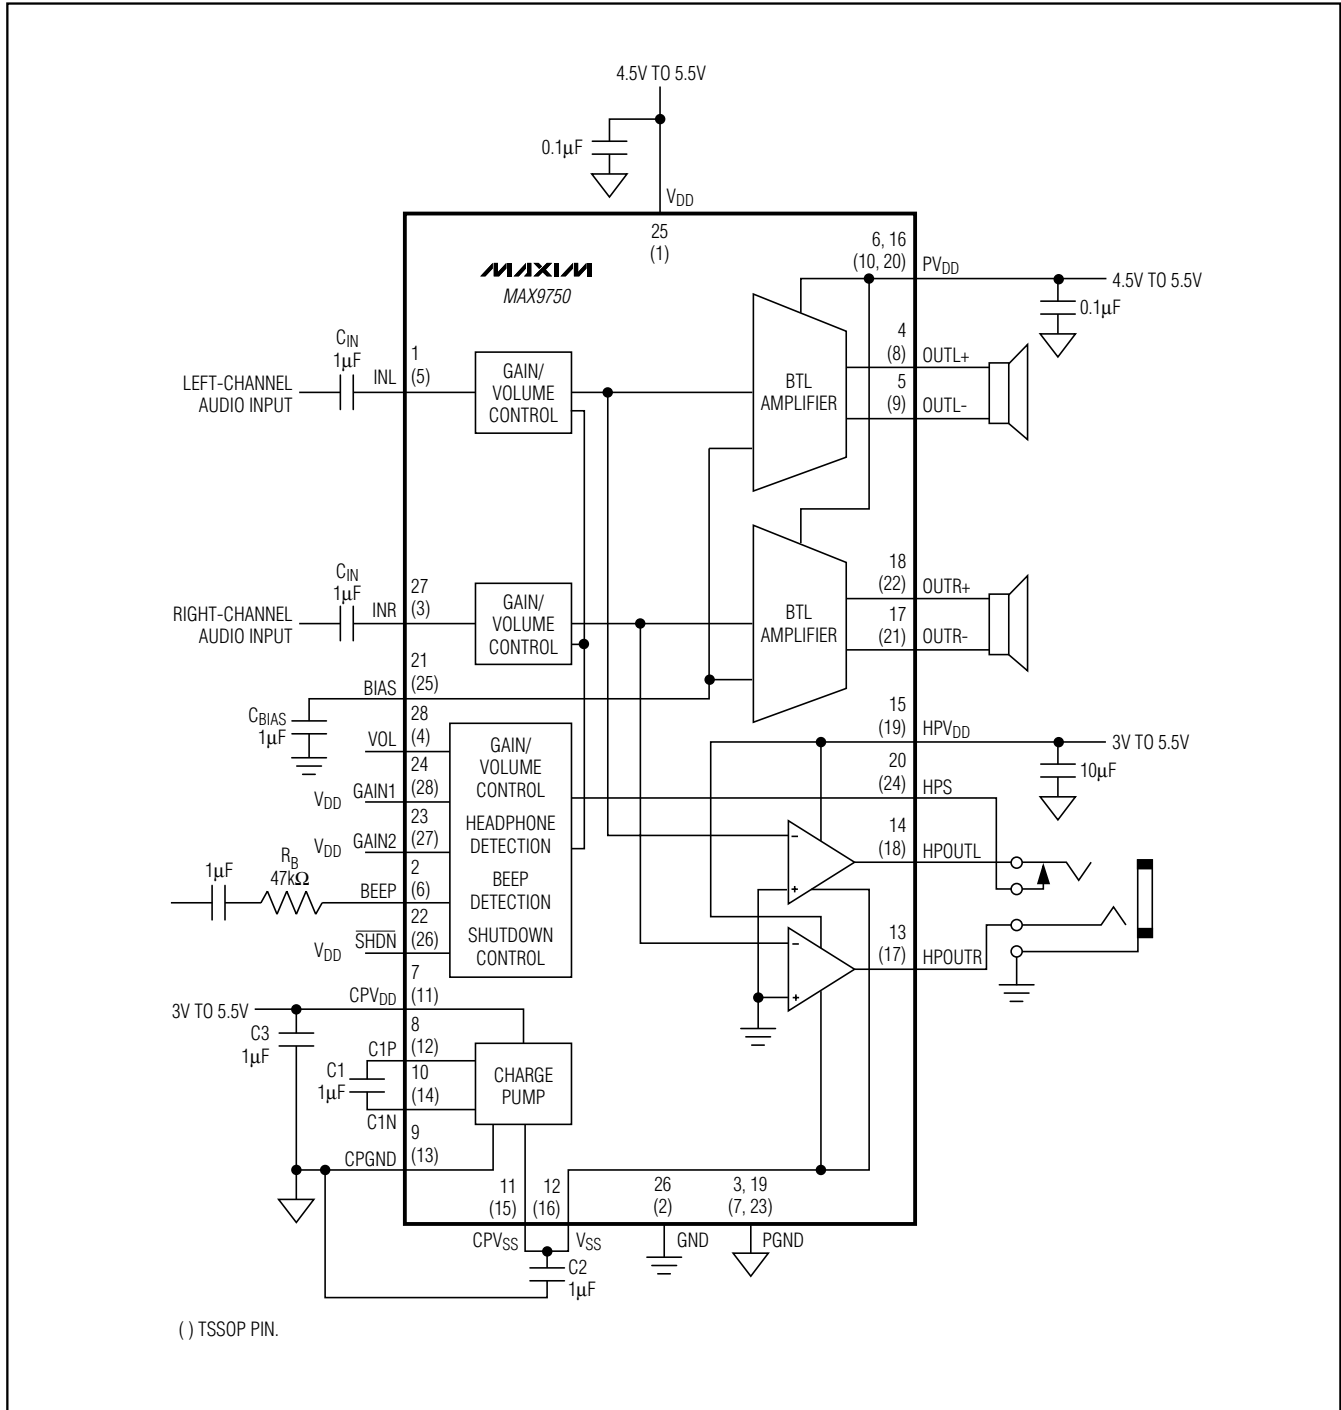 4.5V TO 5.5V
0.1µF
VDD
25
(1)
6, 16
(10, 20)
PVDD
4.5V TO 5.5V
0.1µF
MAXIM
MAX9750
CIN
1µF
LEFT-CHANNEL
AUDIO INPUT
INL
1
(5)
GAIN/
VOLUME
CONTROL
BTL
AMPLIFIER
4
(8)
OUTL+
5
(9)
OUTL-
CIN
1µF
RIGHT-CHANNEL
AUDIO INPUT
INR
27
(3)
GAIN/
VOLUME
CONTROL
BTL
AMPLIFIER
18
(22)
OUTR+
17
(21)
OUTR-
21
(25)
BIAS
CBIAS
1µF
28
(4)
VOL
24
(28)
VDD
GAIN1
23
(27)
VDD
GAIN2
2
(6)
1µF
RB
47kΩ
BEEP
22
(26)
VDD
SHDN
GAIN/
VOLUME
CONTROL
HEADPHONE
DETECTION
BEEP
DETECTION
SHUTDOWN
CONTROL
15
(19)
HPVDD
3V TO 5.5V
10µF
20
(24)
HPS
14
(18)
HPOUTL
13
(17)
HPOUTR
−
+
−
+
7
(11)
CPVDD
3V TO 5.5V
C3
1µF
8
(12)
C1P
C1
1µF
10
(14)
C1N
CHARGE
PUMP
9
(13)
CPGND
11
(15)
CPVSS
12
(16)
VSS
C2
1µF
26
(2)
GND
3, 19
(7, 23)
PGND
( ) TSSOP PIN.